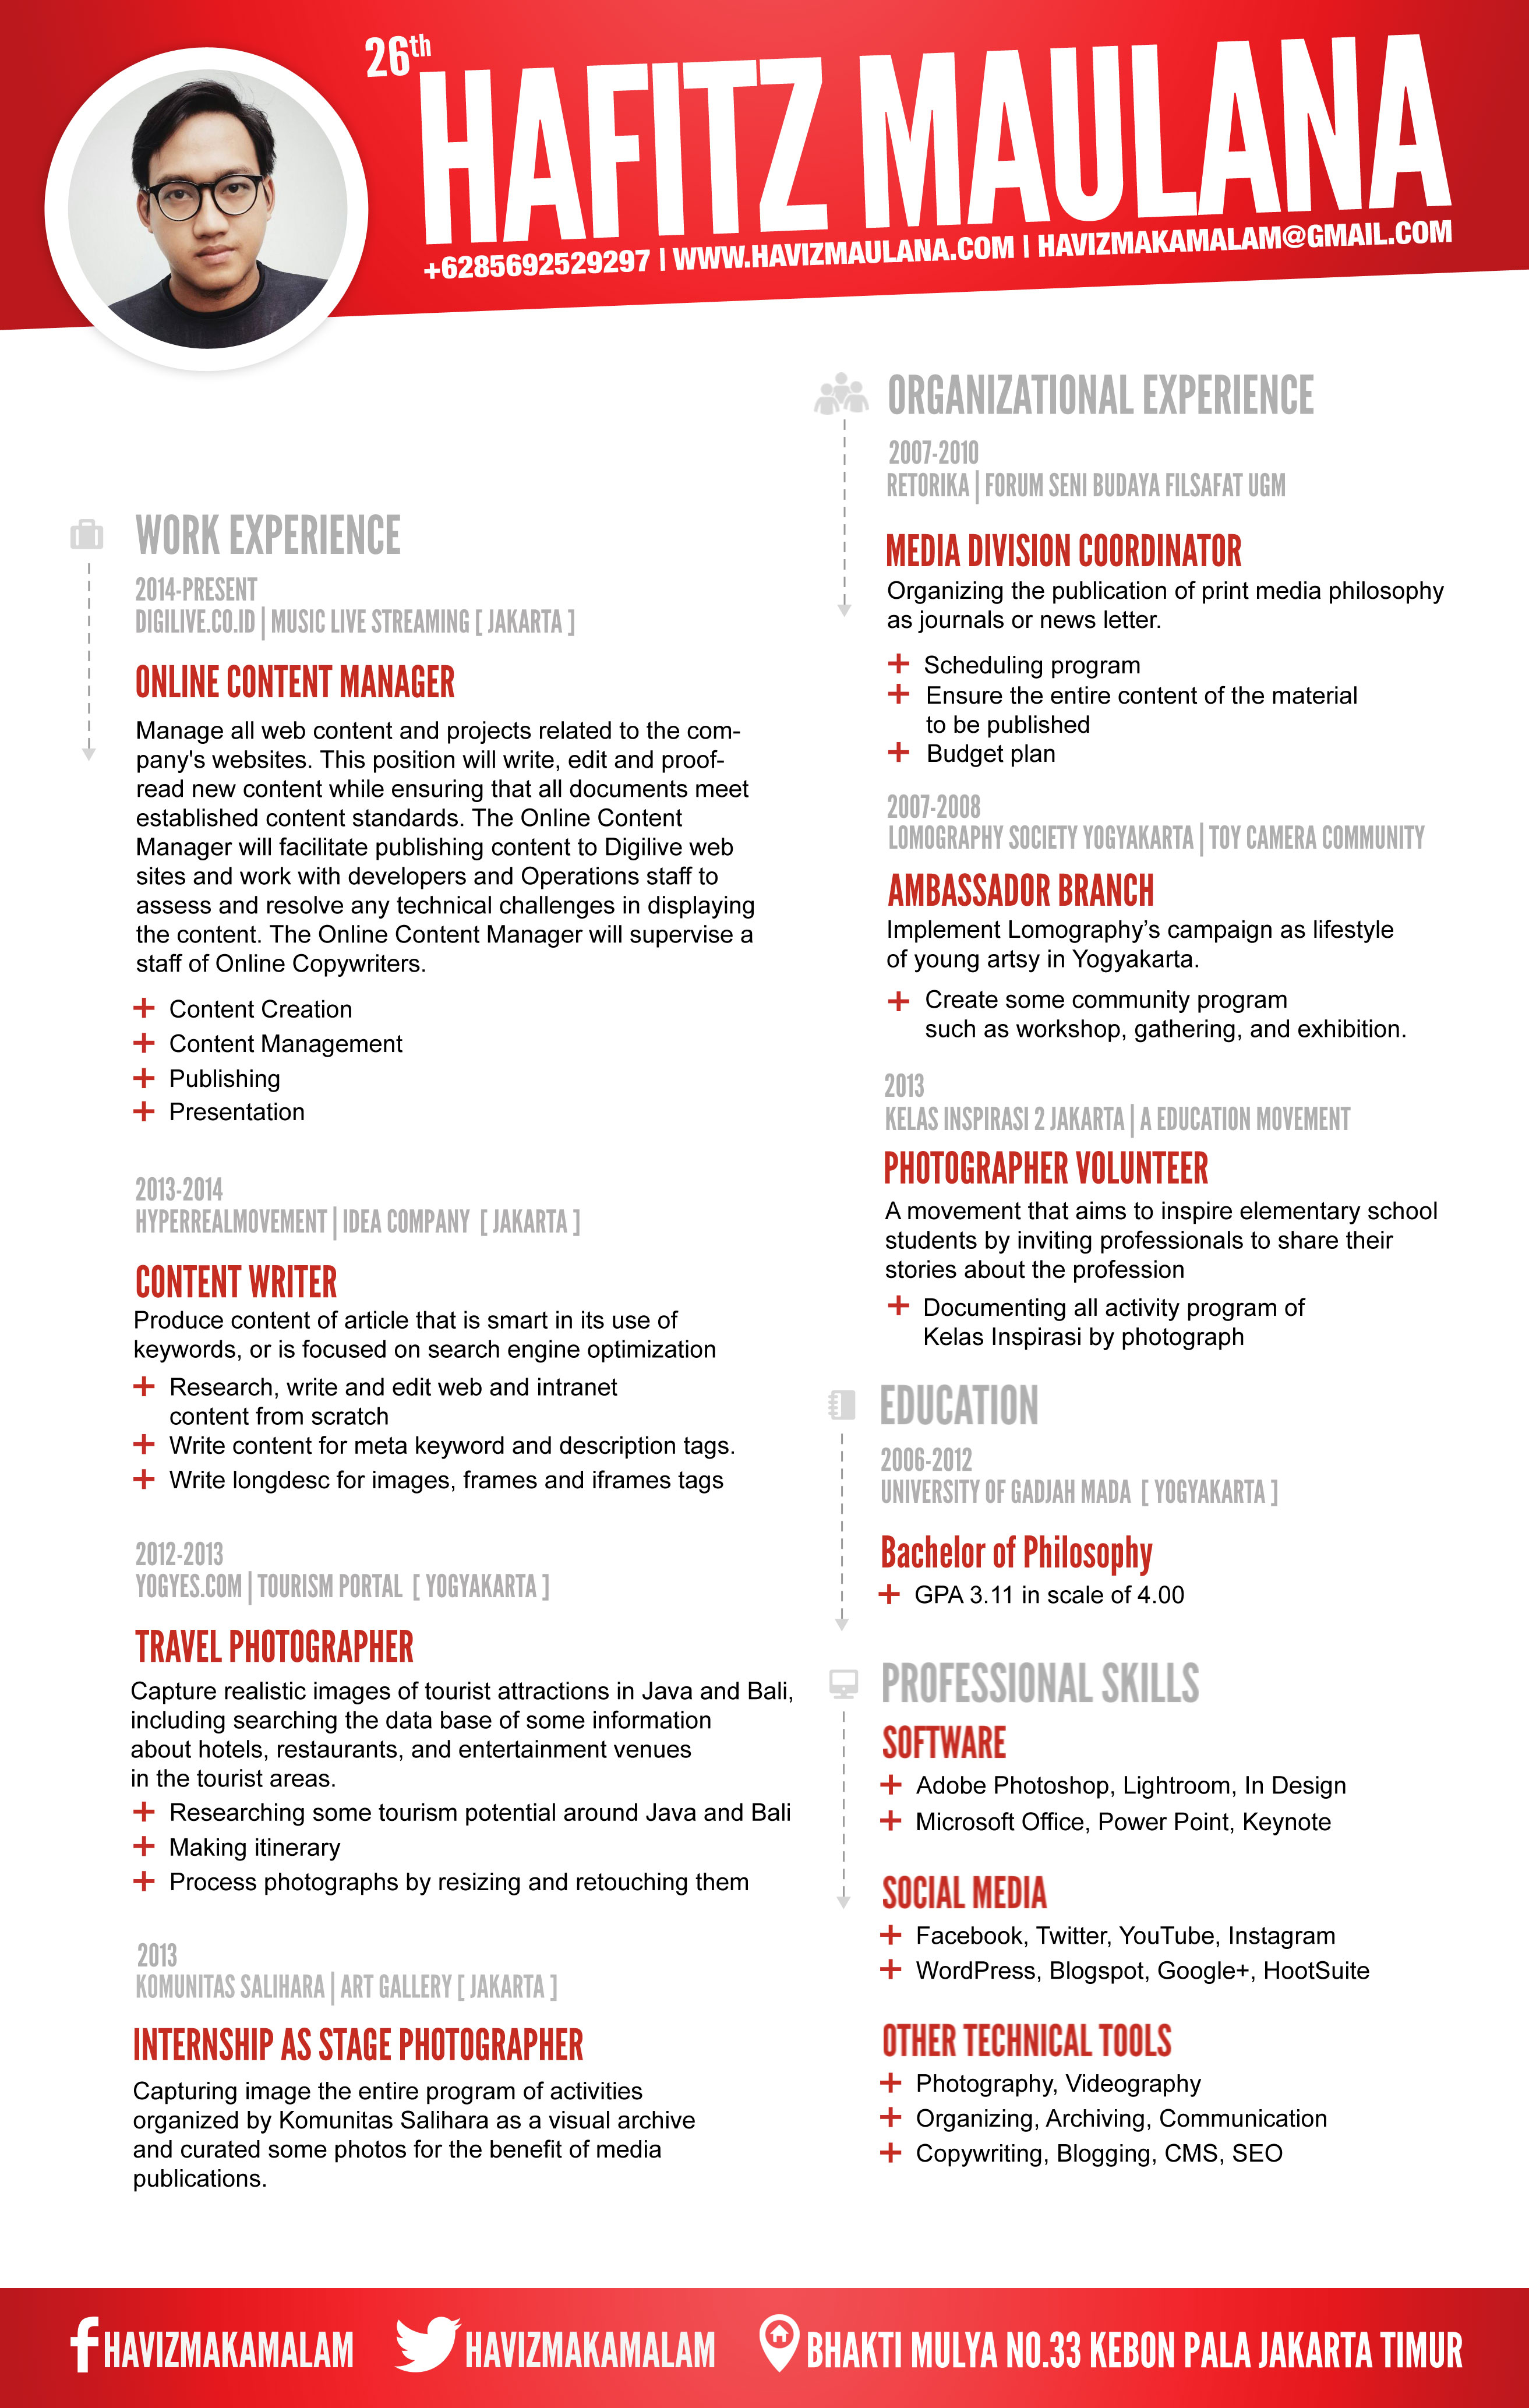 26th
HAFITZ MAULANA
+6285692529297 | WWW.HAVIZMAULANA.COM | HAVIZMAKAMALAM@GMAIL.COM
WORK EXPERIENCE
2014-PRESENT
DIGILIVE.CO.ID | MUSIC LIVE STREAMING [ JAKARTA ]
ONLINE CONTENT MANAGER
Manage all web content and projects related to the com-
pany's websites. This position will write, edit and proof-
read new content while ensuring that all documents meet
established content standards. The Online Content
Manager will facilitate publishing content to Digilive web
sites and work with developers and Operations staff to
assess and resolve any technical challenges in displaying
the content. The Online Content Manager will supervise a
staff of Online Copywriters.
+ Content Creation
+ Content Management
+ Publishing
+ Presentation
2013-2014
HYPERREALMOVEMENT | IDEA COMPANY [ JAKARTA ]
CONTENT WRITER
Produce content of article that is smart in its use of
keywords, or is focused on search engine optimization
+ Research, write and edit web and intranet
content from scratch
+ Write content for meta keyword and description tags.
+ Write longdesc for images, frames and iframes tags
2012-2013
YOGYES.COM | TOURISM PORTAL [ YOGYAKARTA ]
TRAVEL PHOTOGRAPHER
Capture realistic images of tourist attractions in Java and Bali,
including searching the data base of some information
about hotels, restaurants, and entertainment venues
in the tourist areas.
+ Researching some tourism potential around Java and Bali
+ Making itinerary
+ Process photographs by resizing and retouching them
2013
KOMUNITAS SALIHARA | ART GALLERY [ JAKARTA ]
INTERNSHIP AS STAGE PHOTOGRAPHER
Capturing image the entire program of activities
organized by Komunitas Salihara as a visual archive
and curated some photos for the benefit of media
publications.
ORGANIZATIONAL EXPERIENCE
2007-2010
RETORIKA | FORUM SENI BUDAYA FILSAFAT UGM
MEDIA DIVISION COORDINATOR
Organizing the publication of print media philosophy
as journals or news letter.
+ Scheduling program
+ Ensure the entire content of the material
to be published
+ Budget plan
2007-2008
LOMOGRAPHY SOCIETY YOGYAKARTA | TOY CAMERA COMMUNITY
AMBASSADOR BRANCH
Implement Lomography’s campaign as lifestyle
of young artsy in Yogyakarta.
+ Create some community program
such as workshop, gathering, and exhibition.
2013
KELAS INSPIRASI 2 JAKARTA | A EDUCATION MOVEMENT
PHOTOGRAPHER VOLUNTEER
A movement that aims to inspire elementary school
students by inviting professionals to share their
stories about the profession
+ Documenting all activity program of
Kelas Inspirasi by photograph
EDUCATION
2006-2012
UNIVERSITY OF GADJAH MADA [ YOGYAKARTA ]
Bachelor of Philosophy
+ GPA 3.11 in scale of 4.00
PROFESSIONAL SKILLS
SOFTWARE
+ Adobe Photoshop, Lightroom, In Design
+ Microsoft Office, Power Point, Keynote
SOCIAL MEDIA
+ Facebook, Twitter, YouTube, Instagram
+ WordPress, Blogspot, Google+, HootSuite
OTHER TECHNICAL TOOLS
+ Photography, Videography
+ Organizing, Archiving, Communication
+ Copywriting, Blogging, CMS, SEO
f HAVIZMAKAMALAM
HAVIZMAKAMALAM
BHAKTI MULYA NO.33 KEBON PALA JAKARTA TIMUR